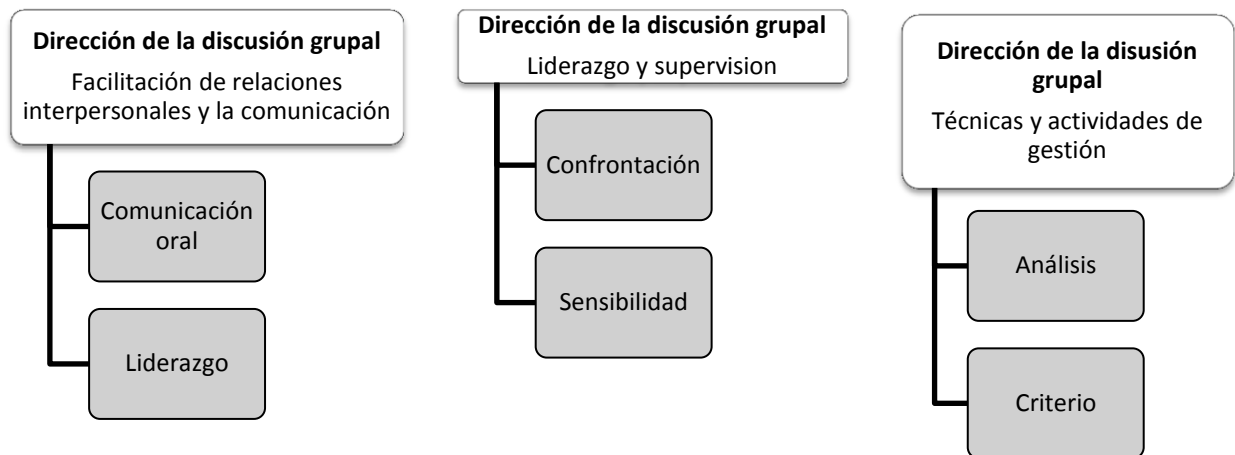 Dirección de la discusión grupal
Facilitación de relaciones
interpersonales y la comunicación
Comunicación
oral
Liderazgo
Dirección de la discusión grupal
Liderazgo y supervision
Confrontación
Sensibilidad
Dirección de la disusión
grupal
Técnicas y actividades de
gestión
Análisis
Criterio